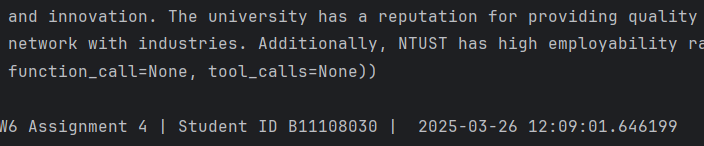 and innovation. The university has a reputation for providing quality
network with industries. Additionally, NTUST has high employability
function_call=None, tool_calls=None))
W6 Assignment 4 | Student ID B11108030 | 2025-03-26 12:09:01.646199